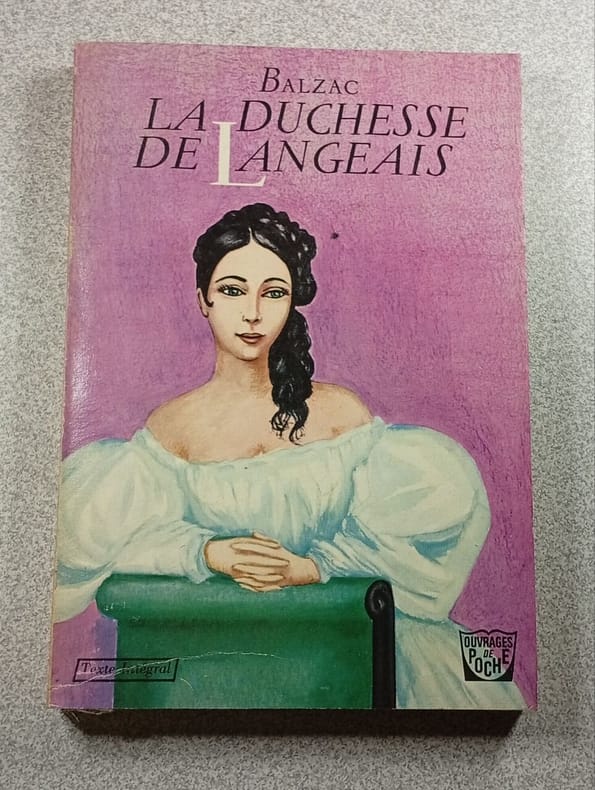 BALZAC
LA DUCHESSE
DE LANGEAIS
Texte Intégral
OUVRAGES
DE
POCHE